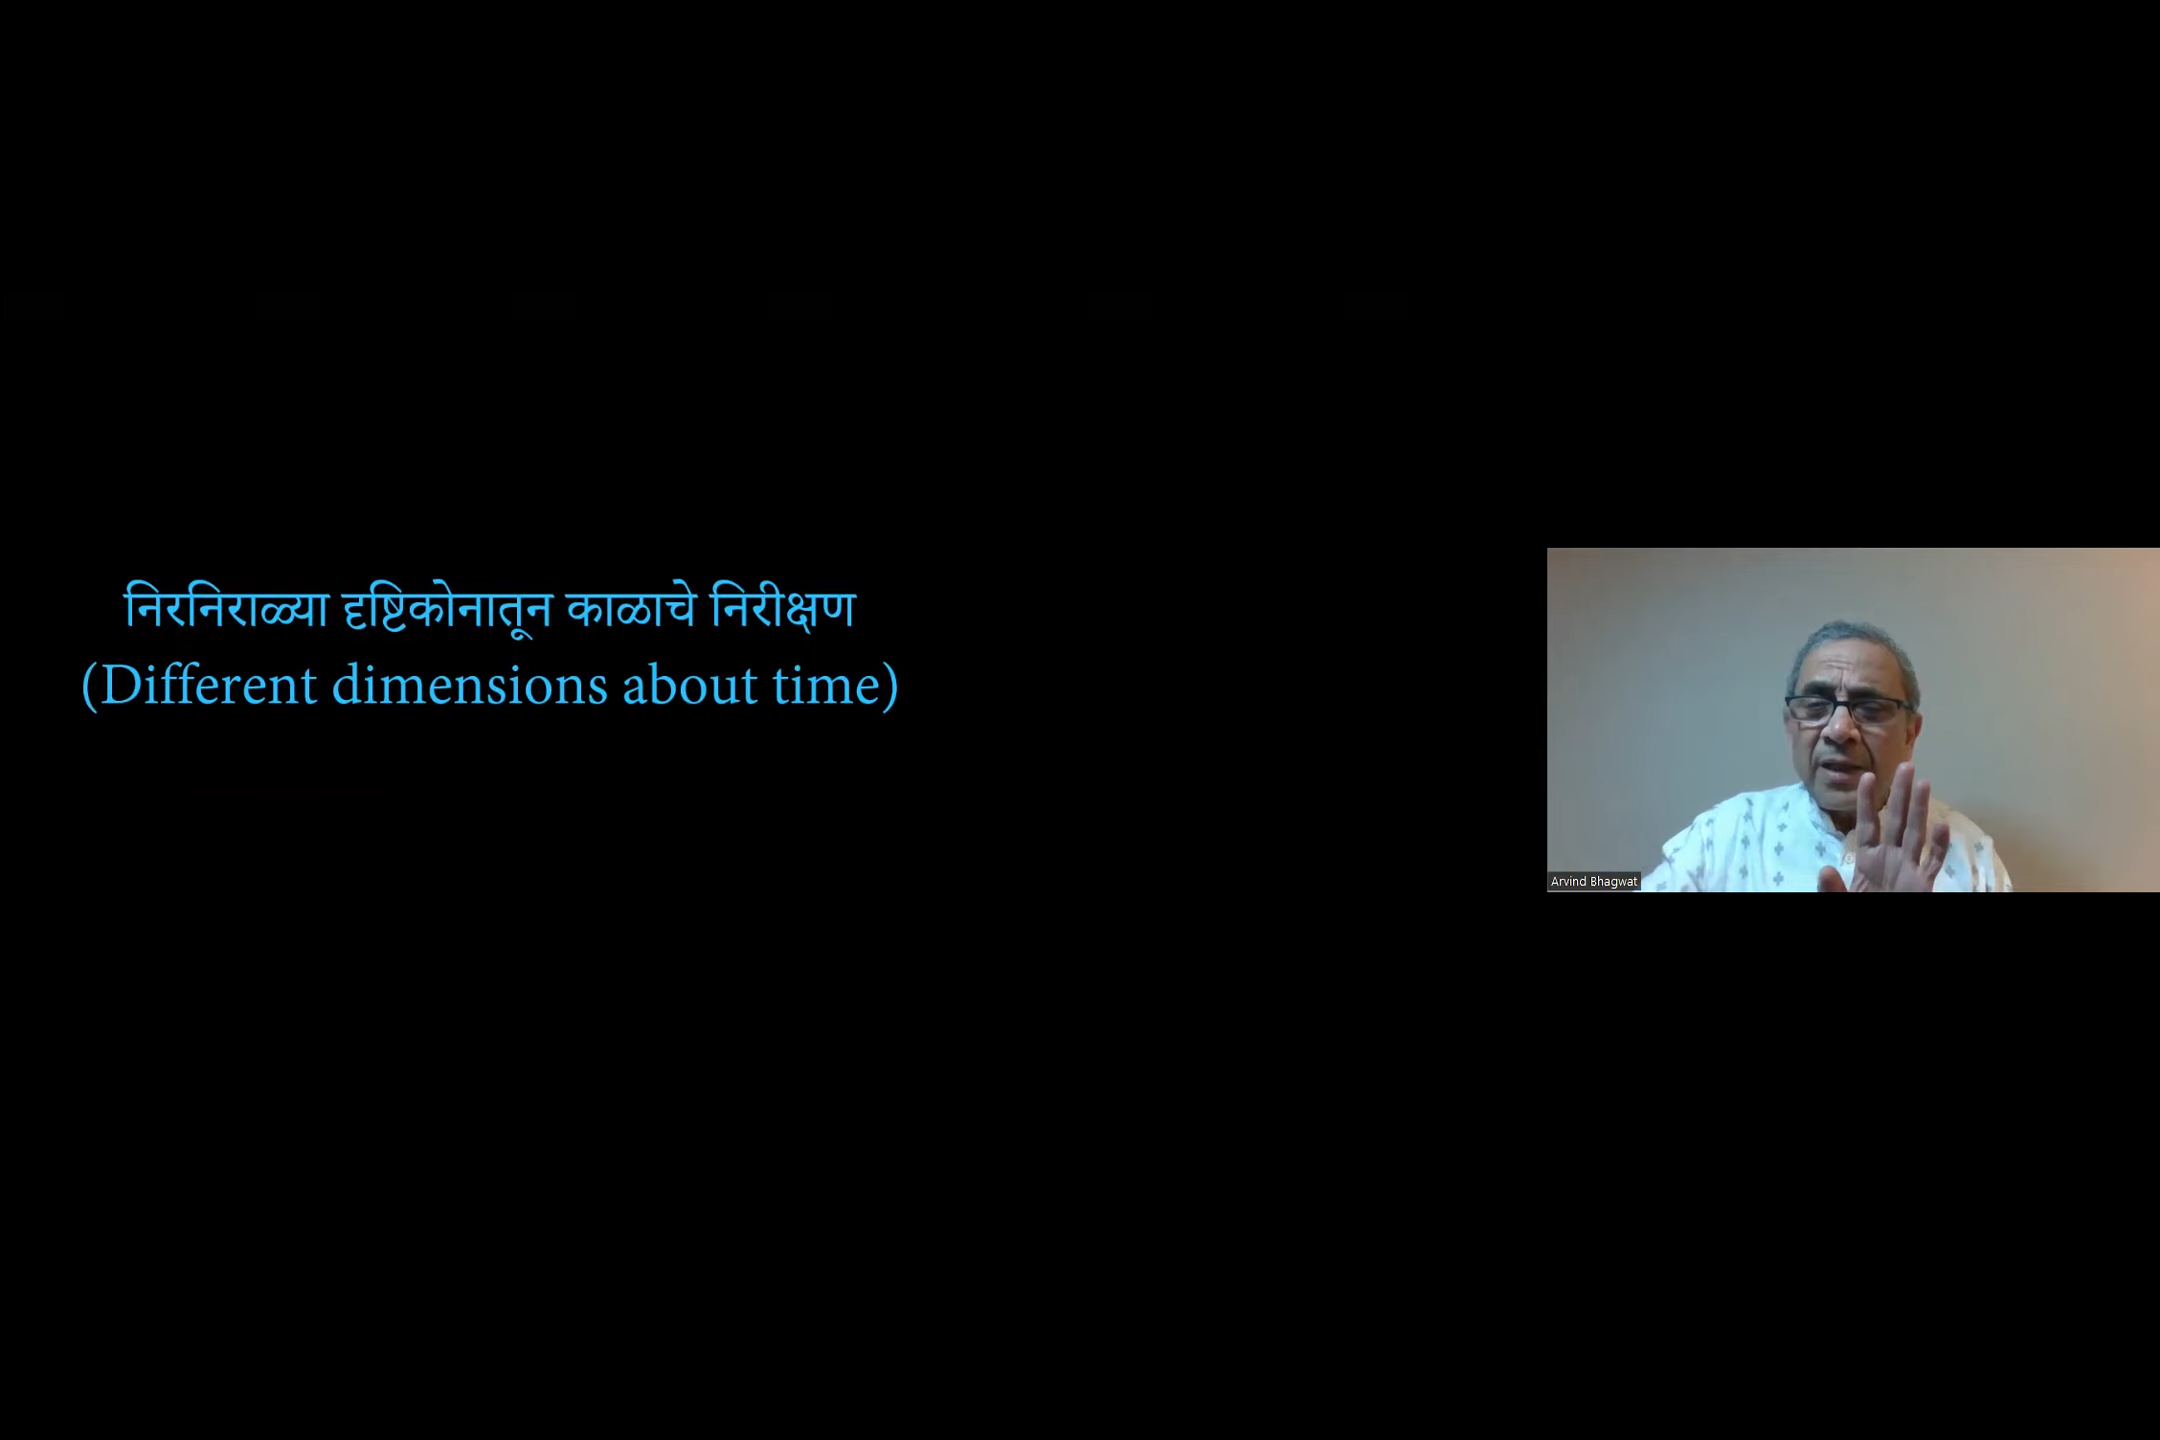 निरनिराळ्या दृष्टिकोनातून काळाचे निरीक्षण
(Different dimensions about time)
Arvind Bhagwat